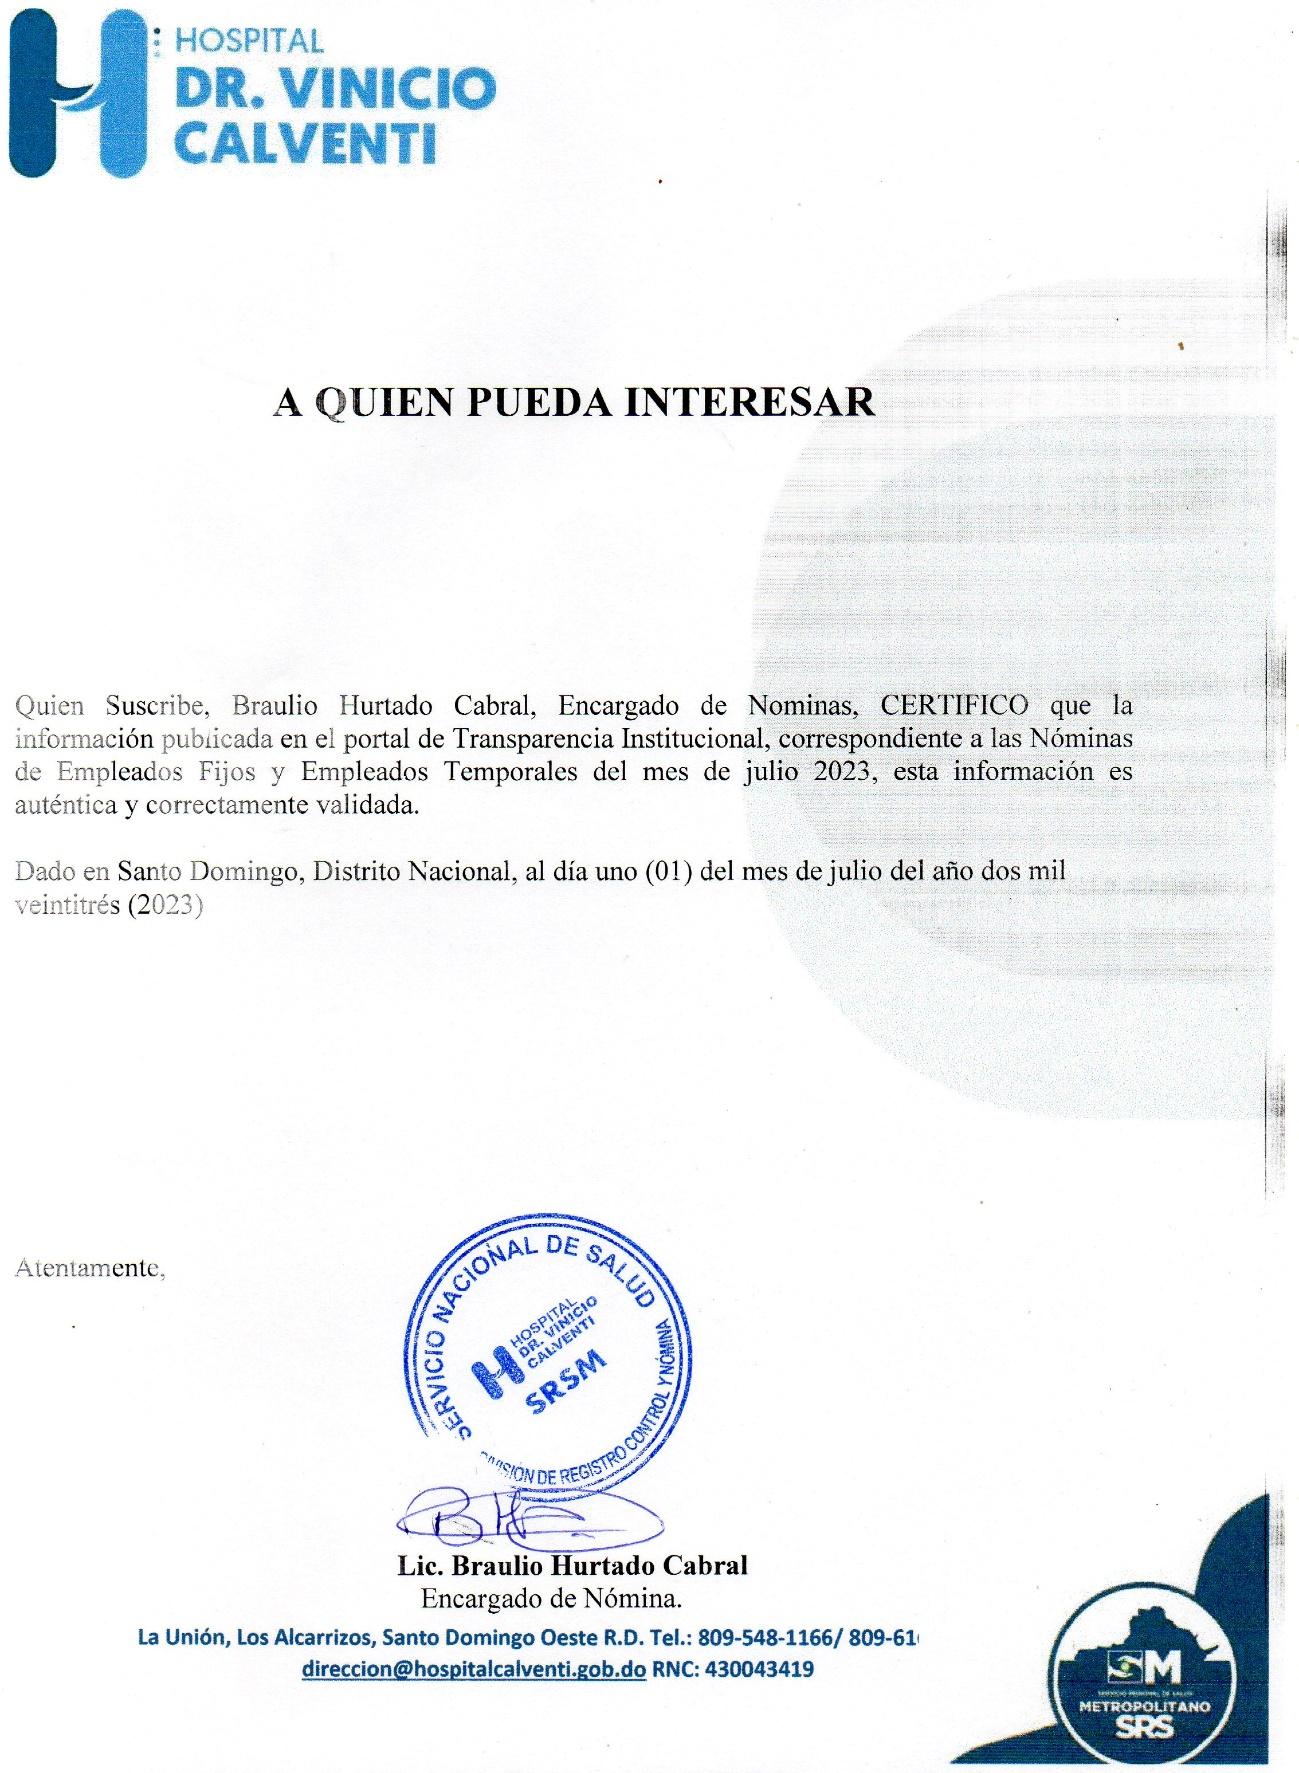 HOSPITAL
DR. VINICIO
CALVENTI
A QUIEN PUEDA INTERESAR
Quien Suscribe, Braulio Hurtado Cabral, Encargado de Nominas, CERTIFICO que la
información publicada en el portal de Transparencia Institucional, correspondiente a las Nóminas
de Empleados Fijos y Empleados Temporales del mes de julio 2023, esta información es
auténtica y correctamente validada.
Dado en Santo Domingo, Distrito Nacional, al día uno (01) del mes de julio del año dos mil
veintitrés (2023)
Atentamente,
SERVICIO NACIONAL DE SALUD
HOSPITAL
DR. VINICIO
CALVENTI
SRSM
DIVISIÓN DE REGISTRO CONTROL Y NÓMINA
Lic. Braulio Hurtado Cabral
Encargado de Nómina.
La Unión, Los Alcarrizos, Santo Domingo Oeste R.D. Tel.: 809-548-1166/ 809-61
direccion@hospitalcalventi.gob.do RNC: 430043419
SM
SERVICIO REGIONAL DE SALUD
METROPOLITANO
SRS